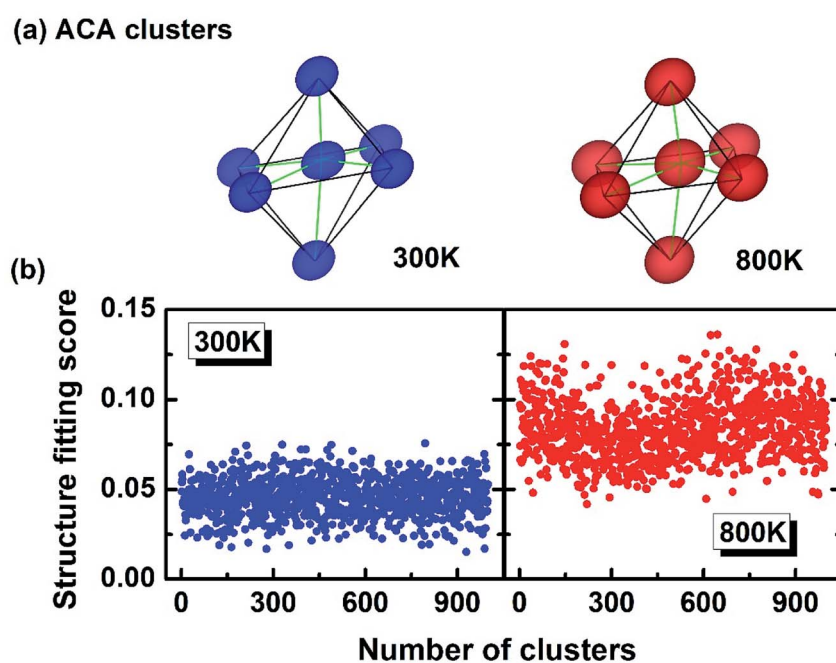 (a) ACA clusters
300K
800K
(b)
Structure fitting score
0.15
0.10
0.05
0.00
300K
800K
0 300 600 900 0 300 600 900
Number of clusters